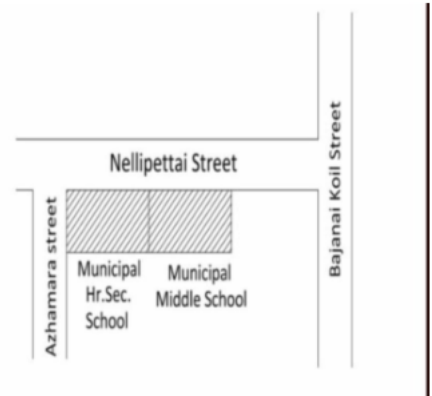 Nellipettai Street
Bajanai Koil Street
Azhamara street
Municipal
Hr.Sec.
School
Municipal
Middle School